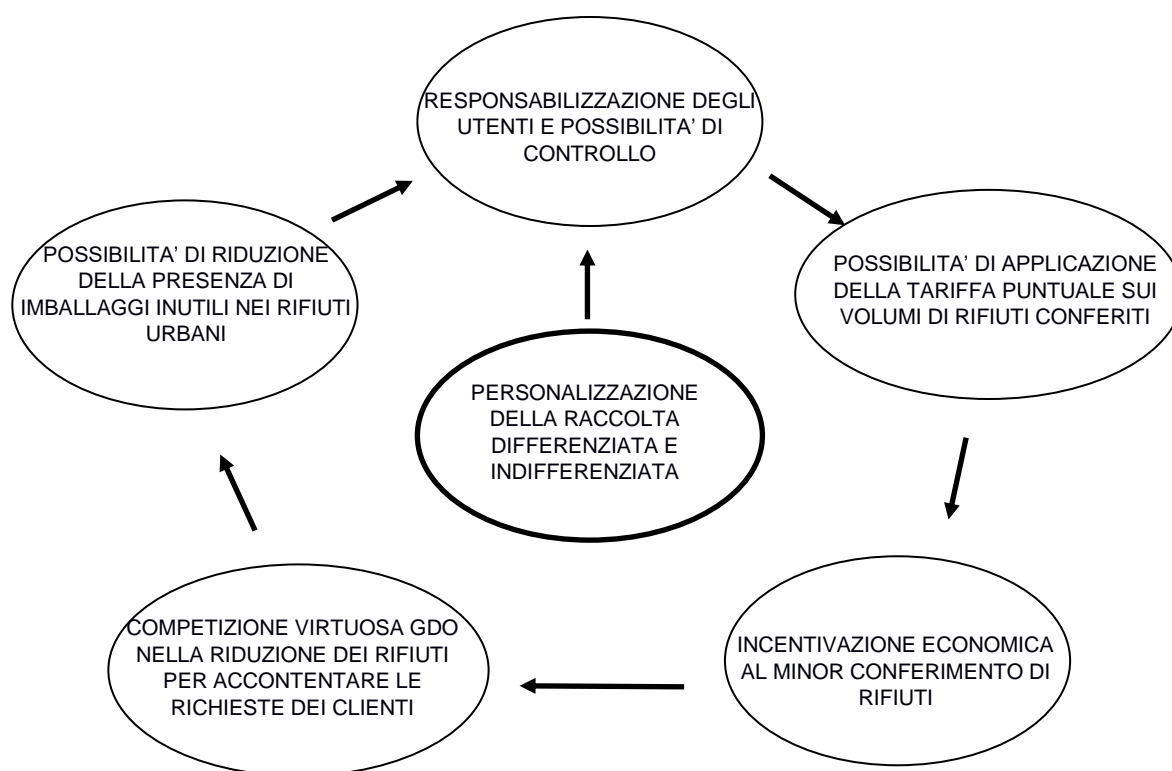 RESPONSABILIZZAZIONE DEGLI
UTENTI E POSSIBILITA’ DI
CONTROLLO
POSSIBILITA’ DI RIDUZIONE
DELLA PRESENZA DI
IMBALLAGGI INUTILI NEI RIFIUTI
URBANI
POSSIBILITA’ DI APPLICAZIONE
DELLA TARIFFA PUNTUALE SUI
VOLUMI DI RIFIUTI CONFERITI
PERSONALIZZAZIONE
DELLA RACCOLTA
DIFFERENZIATA E
INDIFFERENZIATA
COMPETIZIONE VIRTUOSA GDO
NELLA RIDUZIONE DEI RIFIUTI
PER ACCONTENTARE LE
RICHIESTE DEI CLIENTI
INCENTIVAZIONE ECONOMICA
AL MINOR CONFERIMENTO DI
RIFIUTI